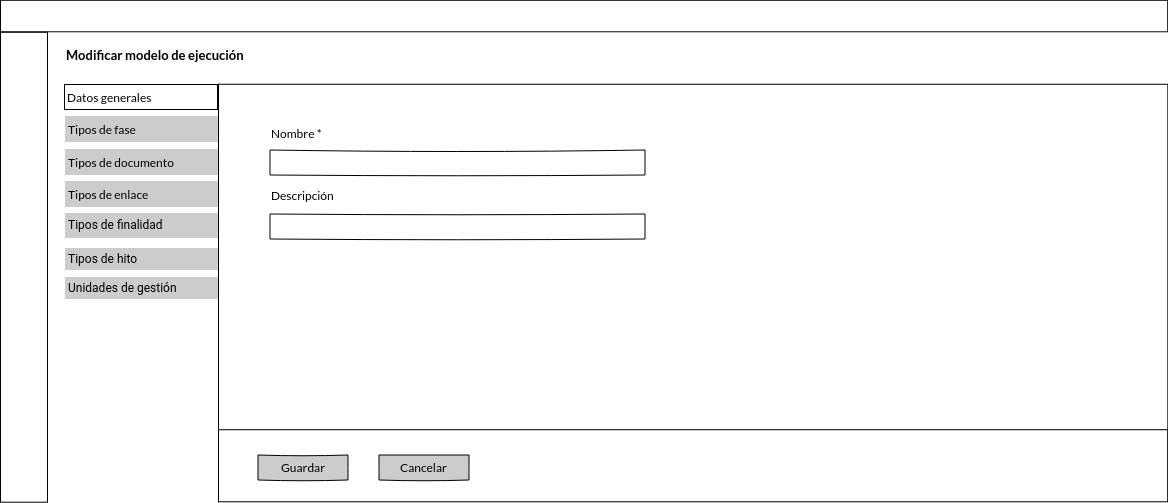 Modificar modelo de ejecución
Datos generales
Tipos de fase
Tipos de documento
Tipos de enlace
Tipos de finalidad
Tipos de hito
Unidades de gestión
Nombre *
Descripción
Guardar
Cancelar